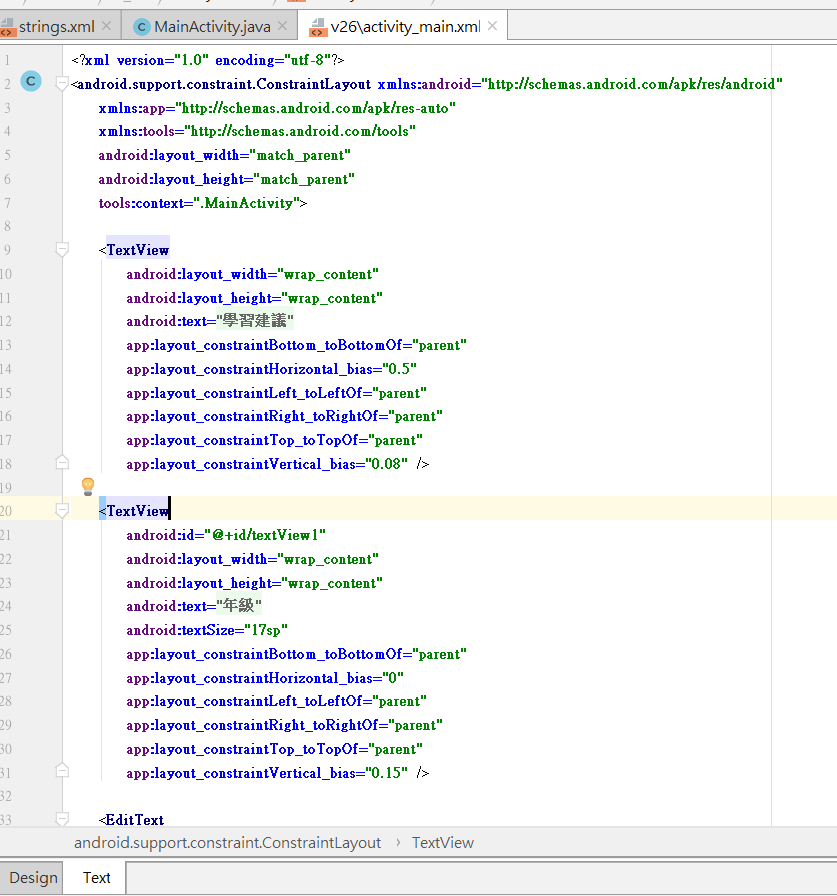 strings.xml
MainActivity.java
v26\activity_main.xml
1 <?xml version="1.0" encoding="utf-8"?>
2 <android.support.constraint.ConstraintLayout xmlns:android="http://schemas.android.com/apk/res/android"
3 xmlns:app="http://schemas.android.com/apk/res-auto"
4 xmlns:tools="http://schemas.android.com/tools"
5 android:layout_width="match_parent"
6 android:layout_height="match_parent"
7 tools:context=".MainActivity">
8
9 <TextView
10 android:layout_width="wrap_content"
11 android:layout_height="wrap_content"
12 android:text="學習建議"
13 app:layout_constraintBottom_toBottomOf="parent"
14 app:layout_constraintHorizontal_bias="0.5"
15 app:layout_constraintLeft_toLeftOf="parent"
16 app:layout_constraintRight_toRightOf="parent"
17 app:layout_constraintTop_toTopOf="parent"
18 app:layout_constraintVertical_bias="0.08" />
19
20 <TextView
21 android:id="@+id/textView1"
22 android:layout_width="wrap_content"
23 android:layout_height="wrap_content"
24 android:text="年級"
25 android:textSize="17sp"
26 app:layout_constraintBottom_toBottomOf="parent"
27 app:layout_constraintHorizontal_bias="0"
28 app:layout_constraintLeft_toLeftOf="parent"
29 app:layout_constraintRight_toRightOf="parent"
30 app:layout_constraintTop_toTopOf="parent"
31 app:layout_constraintVertical_bias="0.15" />
32
33 <EditText
android.support.constraint.ConstraintLayout › TextView
Design Text